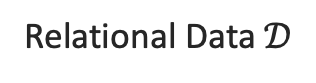 Relational Data 𝒟